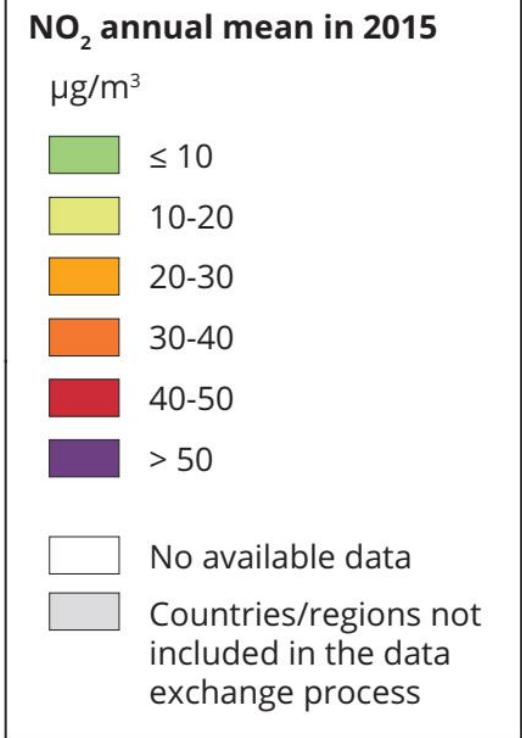 NO₂ annual mean in 2015
µg/m³
≤ 10
10-20
20-30
30-40
40-50
> 50
No available data
Countries/regions not
included in the data
exchange process